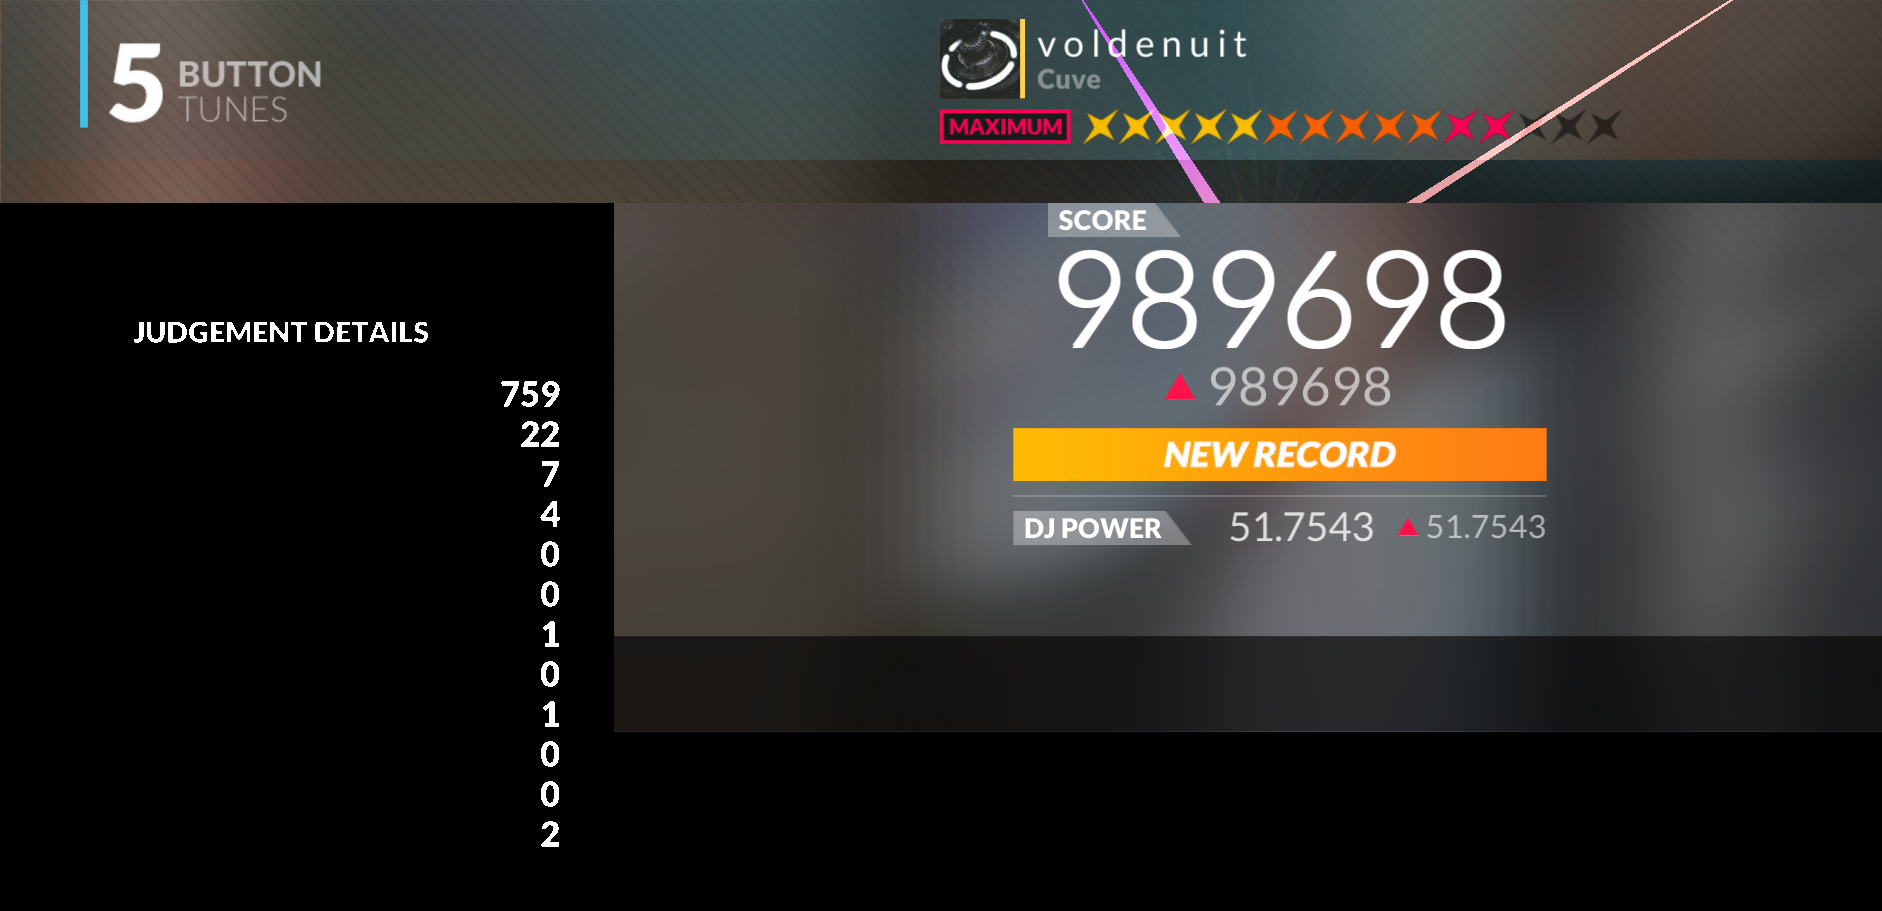 5 BUTTON
TUNES
voldenuit
Cuve
MAXIMUM
SCORE
989698
▲ 989698
NEW RECORD
DJ POWER 51.7543 ▲ 51.7543
JUDGEMENT DETAILS
759
22
7
4
0
0
1
0
1
0
0
2